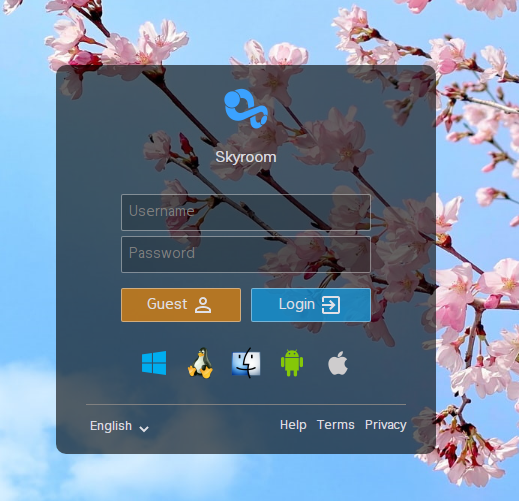 Skyroom
Username
Password
Guest
Login
English
Help Terms Privacy